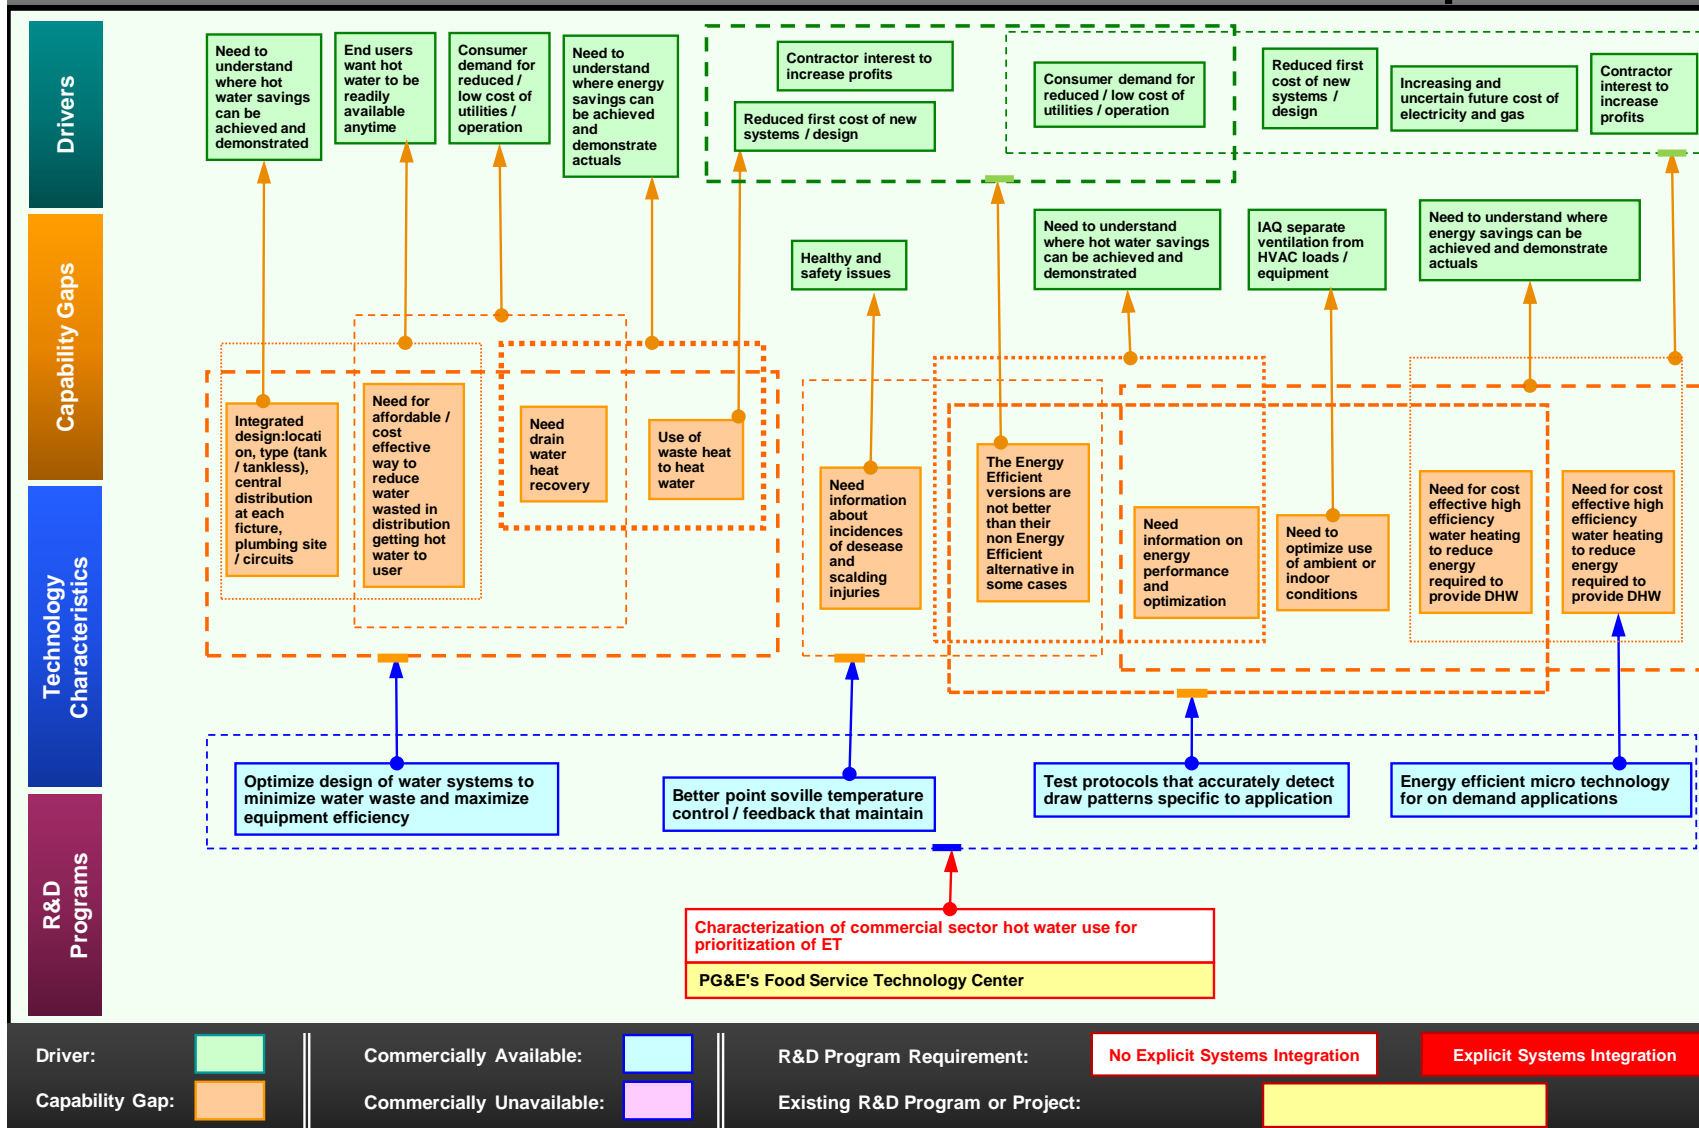 Drivers
Need to
understand
where hot
water savings
can be
achieved and
demonstrated
End users
want hot
water to be
readily
available
anytime
Consumer
demand for
reduced /
low cost of
utilities /
operation
Need to
understand
where energy
savings can
be achieved
and
demonstrate
actuals
Contractor interest to
increase profits
Reduced first cost of new
systems / design
Consumer demand for
reduced / low cost of
utilities / operation
Reduced first
cost of new
systems /
design
Increasing and
uncertain future cost of
electricity and gas
Contractor
interest to
increase
profits
Capability Gaps
Healthy and
safety issues
Need to understand
where hot water savings
can be achieved and
demonstrated
IAQ separate
ventilation from
HVAC loads /
equipment
Need to understand where
energy savings can be
achieved and demonstrate
actuals
Integrated
design:locati
on, type (tank
/ tankless),
central
distribution
at each
ficture,
plumbing site
/ circuits
Need for
affordable /
cost
effective
way to
reduce
water
wasted in
distribution
getting hot
water to
user
Need
drain
water
heat
recovery
Use of
waste heat
to heat
water
Need
information
about
incidences
of desease
and
scalding
injuries
The Energy
Efficient
versions are
not better
than their
non Energy
Efficient
alternative in
some cases
Need
information on
energy
performance
and
optimization
Need to
optimize use
of ambient or
indoor
conditions
Need for cost
effective high
efficiency
water heating
to reduce
energy
required to
provide DHW
Need for cost
effective high
efficiency
water heating
to reduce
energy
required to
provide DHW
Technology
Characteristics
Optimize design of water systems to
minimize water waste and maximize
equipment efficiency
Better point soville temperature
control / feedback that maintain
Test protocols that accurately detect
draw patterns specific to application
Energy efficient micro technology
for on demand applications
R&D
Programs
Characterization of commercial sector hot water use for
prioritization of ET
PG&E's Food Service Technology Center
Driver:
Capability Gap:
Commercially Available:
Commercially Unavailable:
R&D Program Requirement:
No Explicit Systems Integration
Explicit Systems Integration
Existing R&D Program or Project: